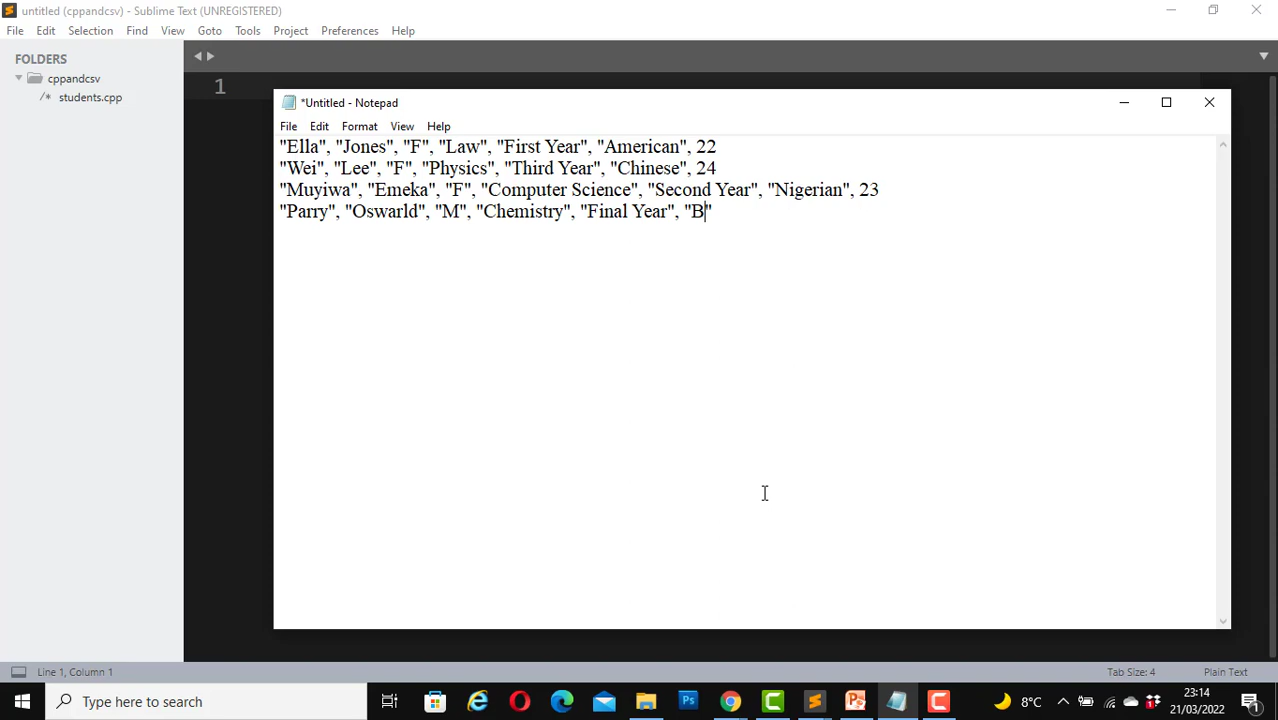 untitled (cppandcsv) - Sublime Text (UNREGISTERED)
File Edit Selection Find View Goto Tools Project Preferences Help
FOLDERS
cppandcsv
/* students.cpp
1
*Untitled - Notepad
File Edit Format View Help
"Ella", "Jones", "F", "Law", "First Year", "American", 22
"Wei", "Lee", "F", "Physics", "Third Year", "Chinese", 24
"Muyiwa", "Emeka", "F", "Computer Science", "Second Year", "Nigerian", 23
"Parry", "Oswarld", "M", "Chemistry", "Final Year", "B"
Line 1, Column 1 Tab Size: 4 Plain Text
Type here to search
Ps
8°C
1
23:14
21/03/2022
1